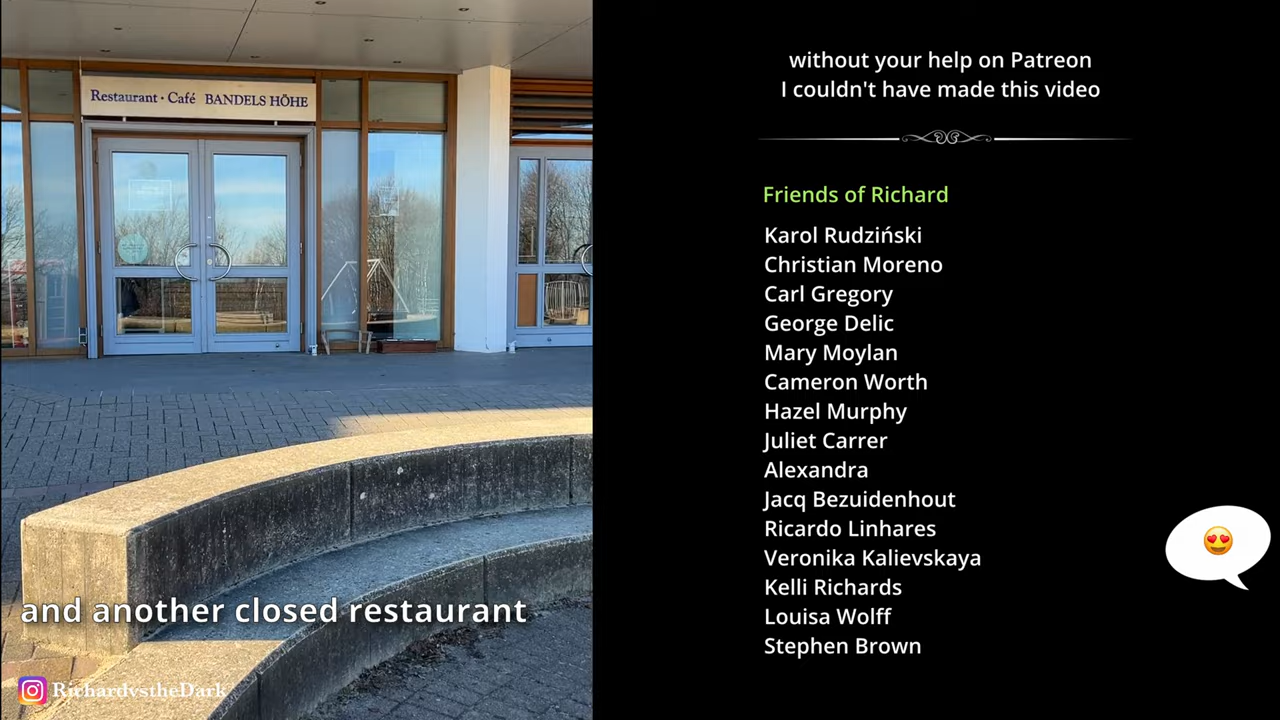 Restaurant · Café BANDELS HÖHE
and another closed restaurant
RichardvstheDark
without your help on Patreon
I couldn't have made this video
Friends of Richard
Karol Rudziński
Christian Moreno
Carl Gregory
George Delic
Mary Moylan
Cameron Worth
Hazel Murphy
Juliet Carrer
Alexandra
Jacq Bezuidenhout
Ricardo Linhares
Veronika Kalievskaya
Kelli Richards
Louisa Wolff
Stephen Brown